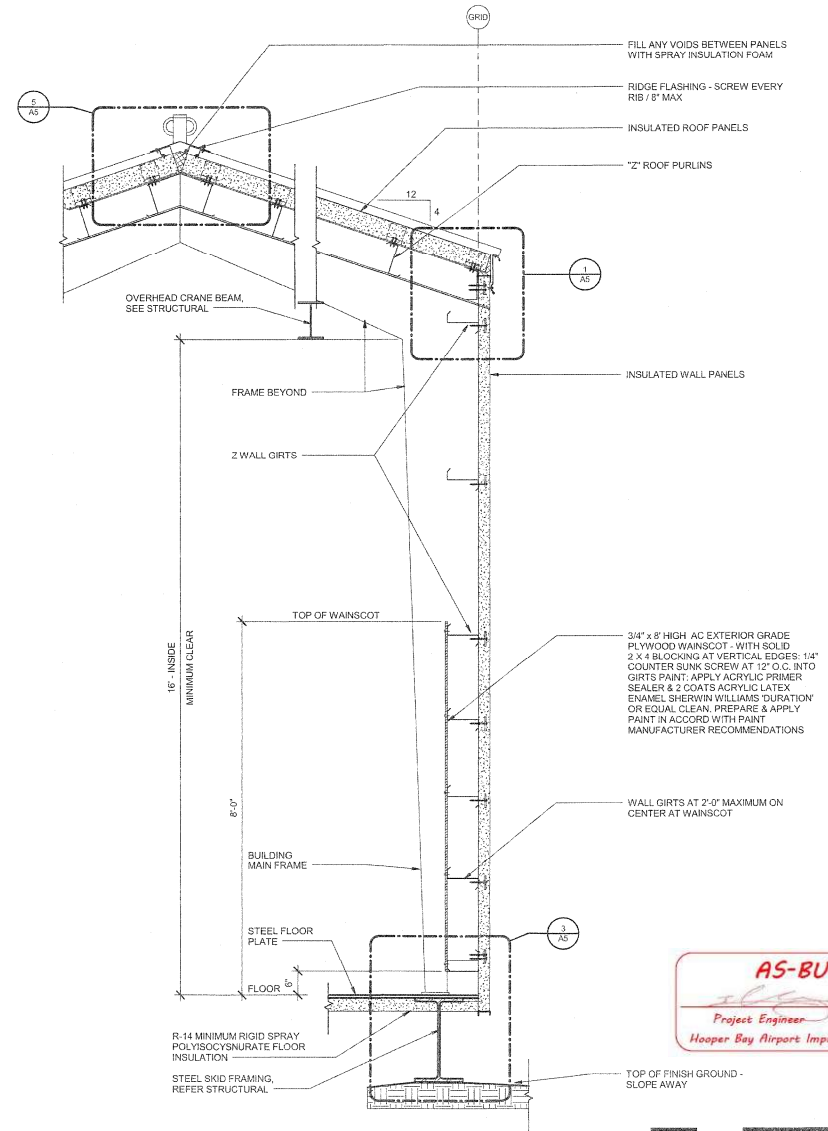 GRID
FILL ANY VOIDS BETWEEN PANELS
WITH SPRAY INSULATION FOAM
5
A5
RIDGE FLASHING - SCREW EVERY
RIB / 8" MAX
INSULATED ROOF PANELS
"Z" ROOF PURLINS
12
4
1
A5
OVERHEAD CRANE BEAM,
SEE STRUCTURAL
INSULATED WALL PANELS
FRAME BEYOND
Z WALL GIRTS
TOP OF WAINSCOT
3/4" x 8' HIGH AC EXTERIOR GRADE
PLYWOOD WAINSCOT - WITH SOLID
2 X 4 BLOCKING AT VERTICAL EDGES: 1/4"
COUNTER SUNK SCREW AT 12" O.C. INTO
GIRTS PAINT: APPLY ACRYLIC PRIMER
SEALER & 2 COATS ACRYLIC LATEX
ENAMEL SHERWIN WILLIAMS 'DURATION'
OR EQUAL CLEAN, PREPARE & APPLY
PAINT IN ACCORD WITH PAINT
MANUFACTURER RECOMMENDATIONS
16" - INSIDE
MINIMUM CLEAR
8'-0"
WALL GIRTS AT 2'-0" MAXIMUM ON
CENTER AT WAINSCOT
BUILDING
MAIN FRAME
3
A5
STEEL FLOOR
PLATE
FLOOR
6"
AS-BU
Project Engineer
Hooper Bay Airport Imp
R-14 MINIMUM RIGID SPRAY
POLYISOCYSNURATE FLOOR
INSULATION
STEEL SKID FRAMING,
REFER STRUCTURAL
TOP OF FINISH GROUND -
SLOPE AWAY